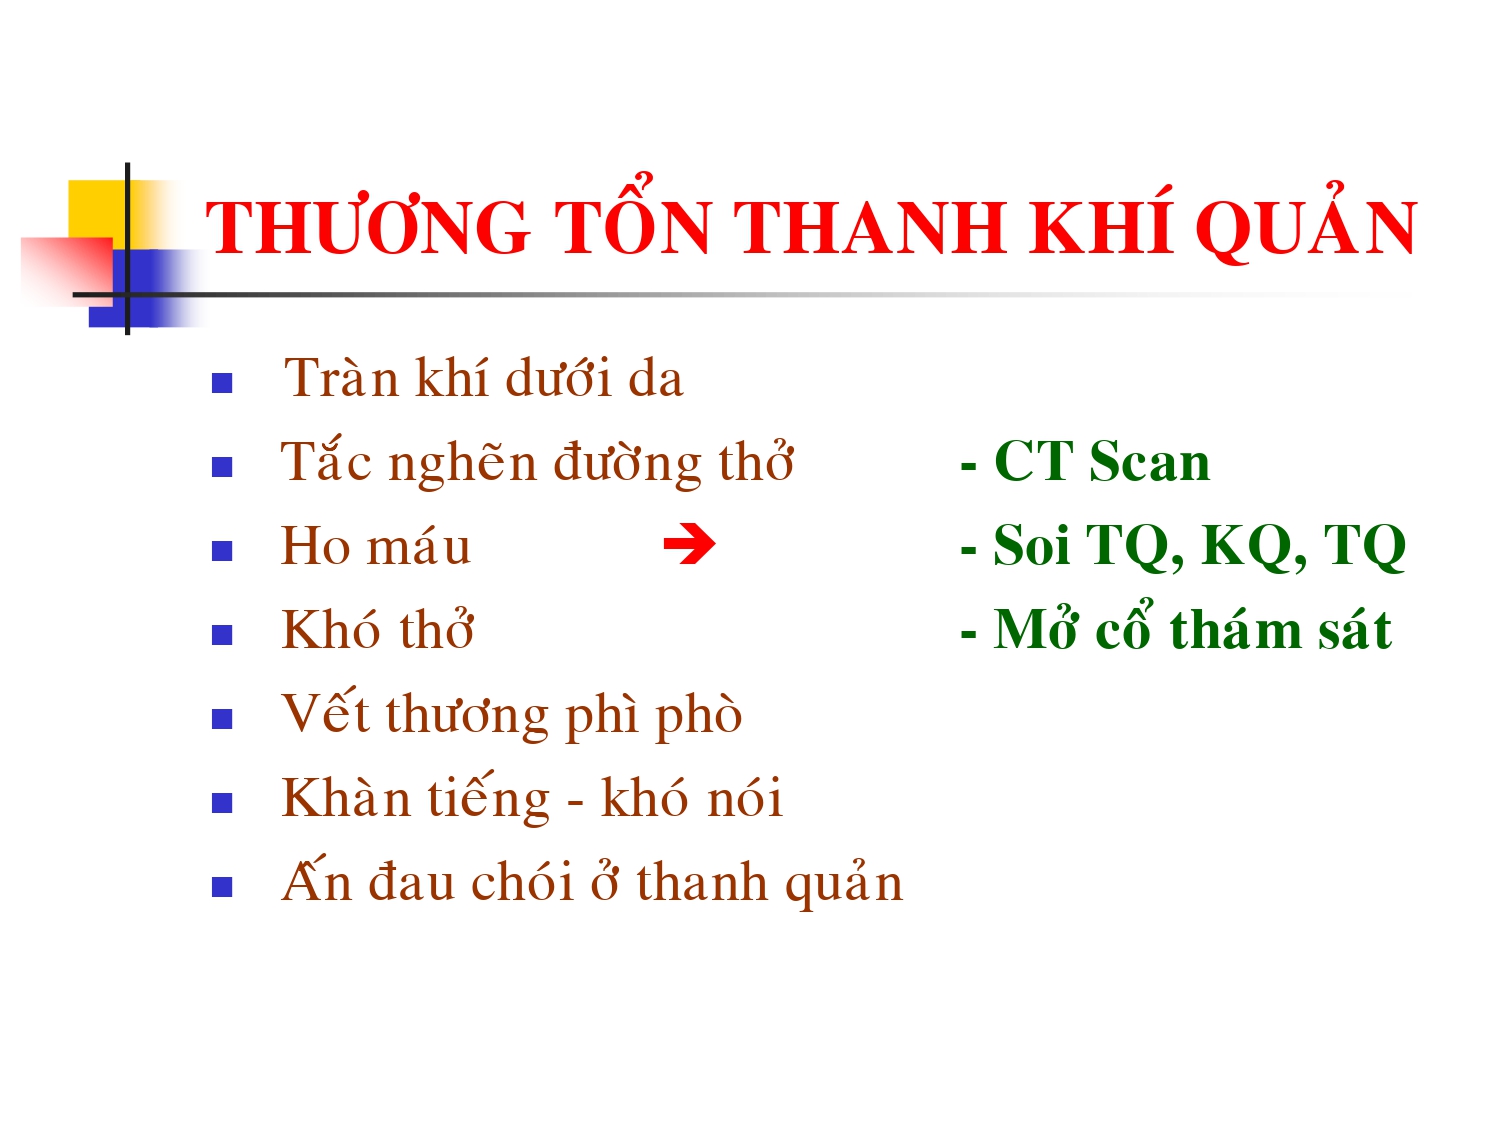 THƯƠNG TỔN THANH KHÍ QUẢN
Tràn khí dưới da
Tắc nghẽn đường thở - CT Scan
Ho máu ➔ - Soi TQ, KQ, TQ
Khó thở - Mở cổ thám sát
Vết thương phì phò
Khàn tiếng - khó nói
Ấn đau chói ở thanh quản